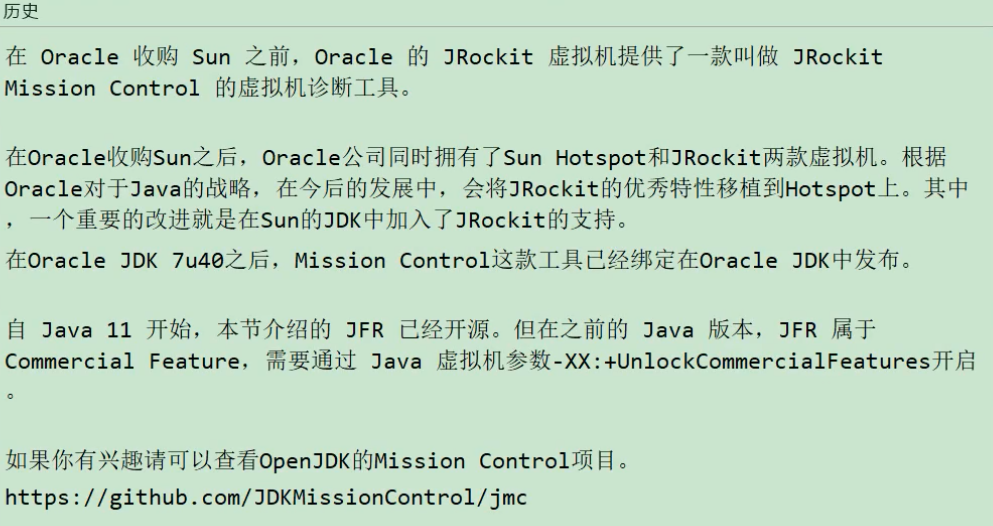 历史
在 Oracle 收购 Sun 之前，Oracle 的 JRockit 虚拟机提供了一款叫做 JRockit
Mission Control 的虚拟机诊断工具。
在Oracle收购Sun之后，Oracle公司同时拥有了Sun Hotspot和JRockit两款虚拟机。根据
Oracle对于Java的战略，在今后的发展中，会将JRockit的优秀特性移植到Hotspot上。其中
，一个重要的改进就是在Sun的JDK中加入了JRockit的支持。
在Oracle JDK 7u40之后，Mission Control这款工具已经绑定在Oracle JDK中发布。
自 Java 11 开始，本节介绍的 JFR 已经开源。但在之前的 Java 版本，JFR 属于
Commercial Feature，需要通过 Java 虚拟机参数-XX:+UnlockCommercialFeatures开启
。
如果你有兴趣请可以查看OpenJDK的Mission Control项目。
https://github.com/JDKMissionControl/jmc